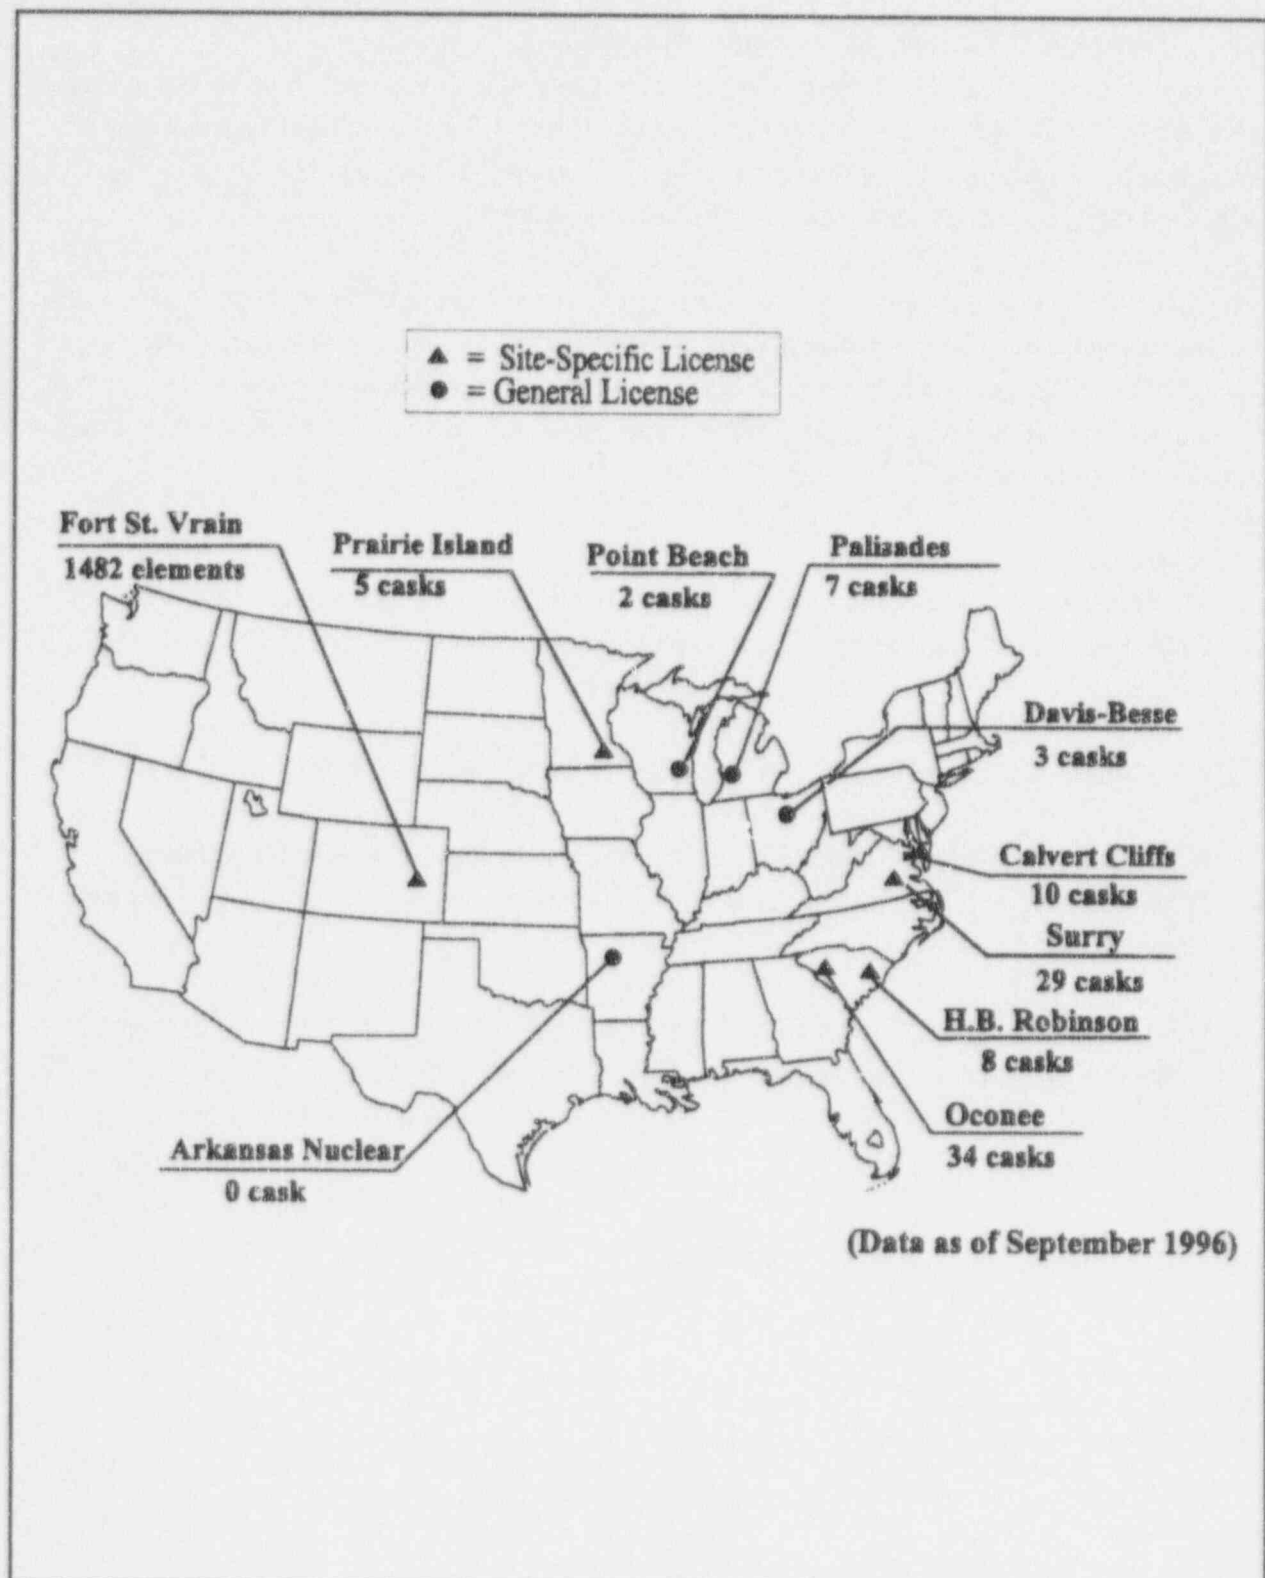 ▲ = Site-Specific License
● = General License
Fort St. Vrain
1482 elements
Prairie Island
5 casks
Point Beach
2 casks
Palisades
7 casks
Davis-Besse
3 casks
Calvert Cliffs
10 casks
Surry
29 casks
H.B. Robinson
8 casks
Oconee
34 casks
Arkansas Nuclear
0 cask
(Data as of September 1996)